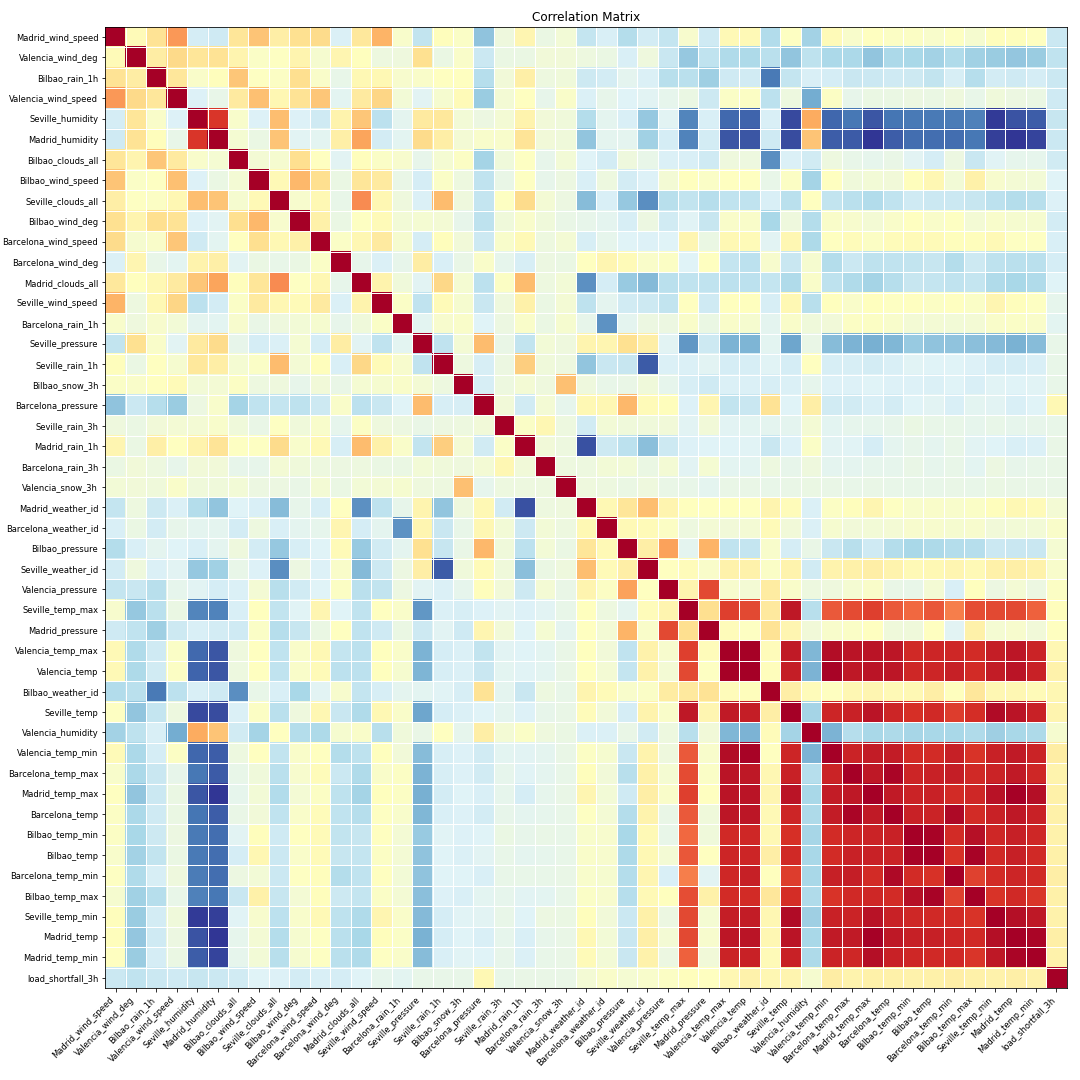 Correlation Matrix
Madrid_wind_speed
Valencia_wind_deg
Bilbao_rain_1h
Valencia_wind_speed
Seville_humidity
Madrid_humidity
Bilbao_clouds_all
Bilbao_wind_speed
Seville_clouds_all
Bilbao_wind_deg
Barcelona_wind_speed
Barcelona_wind_deg
Madrid_clouds_all
Seville_wind_speed
Barcelona_rain_1h
Seville_pressure
Seville_rain_1h
Bilbao_snow_3h
Barcelona_pressure
Seville_rain_3h
Madrid_rain_1h
Barcelona_rain_3h
Valencia_snow_3h
Madrid_weather_id
Barcelona_weather_id
Bilbao_pressure
Seville_weather_id
Valencia_pressure
Seville_temp_max
Madrid_pressure
Valencia_temp_max
Valencia_temp
Bilbao_weather_id
Seville_temp
Valencia_humidity
Valencia_temp_min
Barcelona_temp_max
Madrid_temp_max
Barcelona_temp
Bilbao_temp_min
Bilbao_temp
Barcelona_temp_min
Bilbao_temp_max
Seville_temp_min
Madrid_temp
Madrid_temp_min
load_shortfall_3h
Madrid_wind_speed
Valencia_wind_deg
Bilbao_rain_1h
Valencia_wind_speed
Seville_humidity
Madrid_humidity
Bilbao_clouds_all
Bilbao_wind_speed
Seville_clouds_all
Bilbao_wind_deg
Barcelona_wind_speed
Barcelona_wind_deg
Madrid_clouds_all
Seville_wind_speed
Barcelona_rain_1h
Seville_pressure
Seville_rain_1h
Bilbao_snow_3h
Barcelona_pressure
Seville_rain_3h
Madrid_rain_1h
Barcelona_rain_3h
Valencia_snow_3h
Madrid_weather_id
Barcelona_weather_id
Bilbao_pressure
Seville_weather_id
Valencia_pressure
Seville_temp_max
Madrid_pressure
Valencia_temp_max
Valencia_temp
Bilbao_weather_id
Seville_temp
Valencia_humidity
Valencia_temp_min
Barcelona_temp_max
Madrid_temp_max
Barcelona_temp
Bilbao_temp_min
Bilbao_temp
Barcelona_temp_min
Bilbao_temp_max
Seville_temp_min
Madrid_temp
Madrid_temp_min
load_shortfall_3h